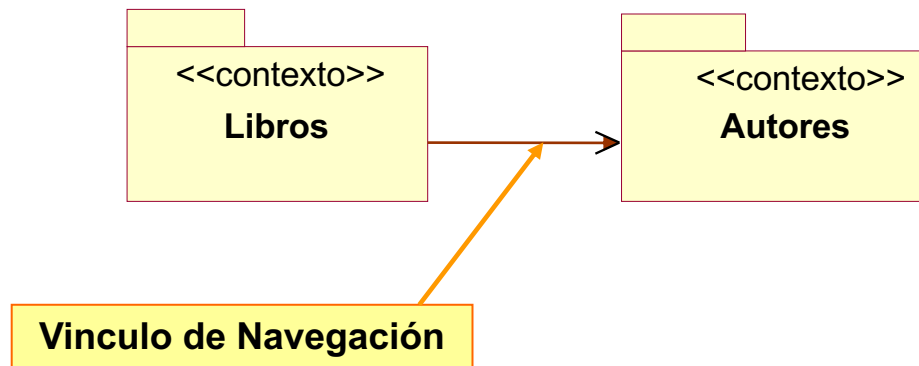 <<contexto>>
Libros
<<contexto>>
Autores
Vinculo de Navegación